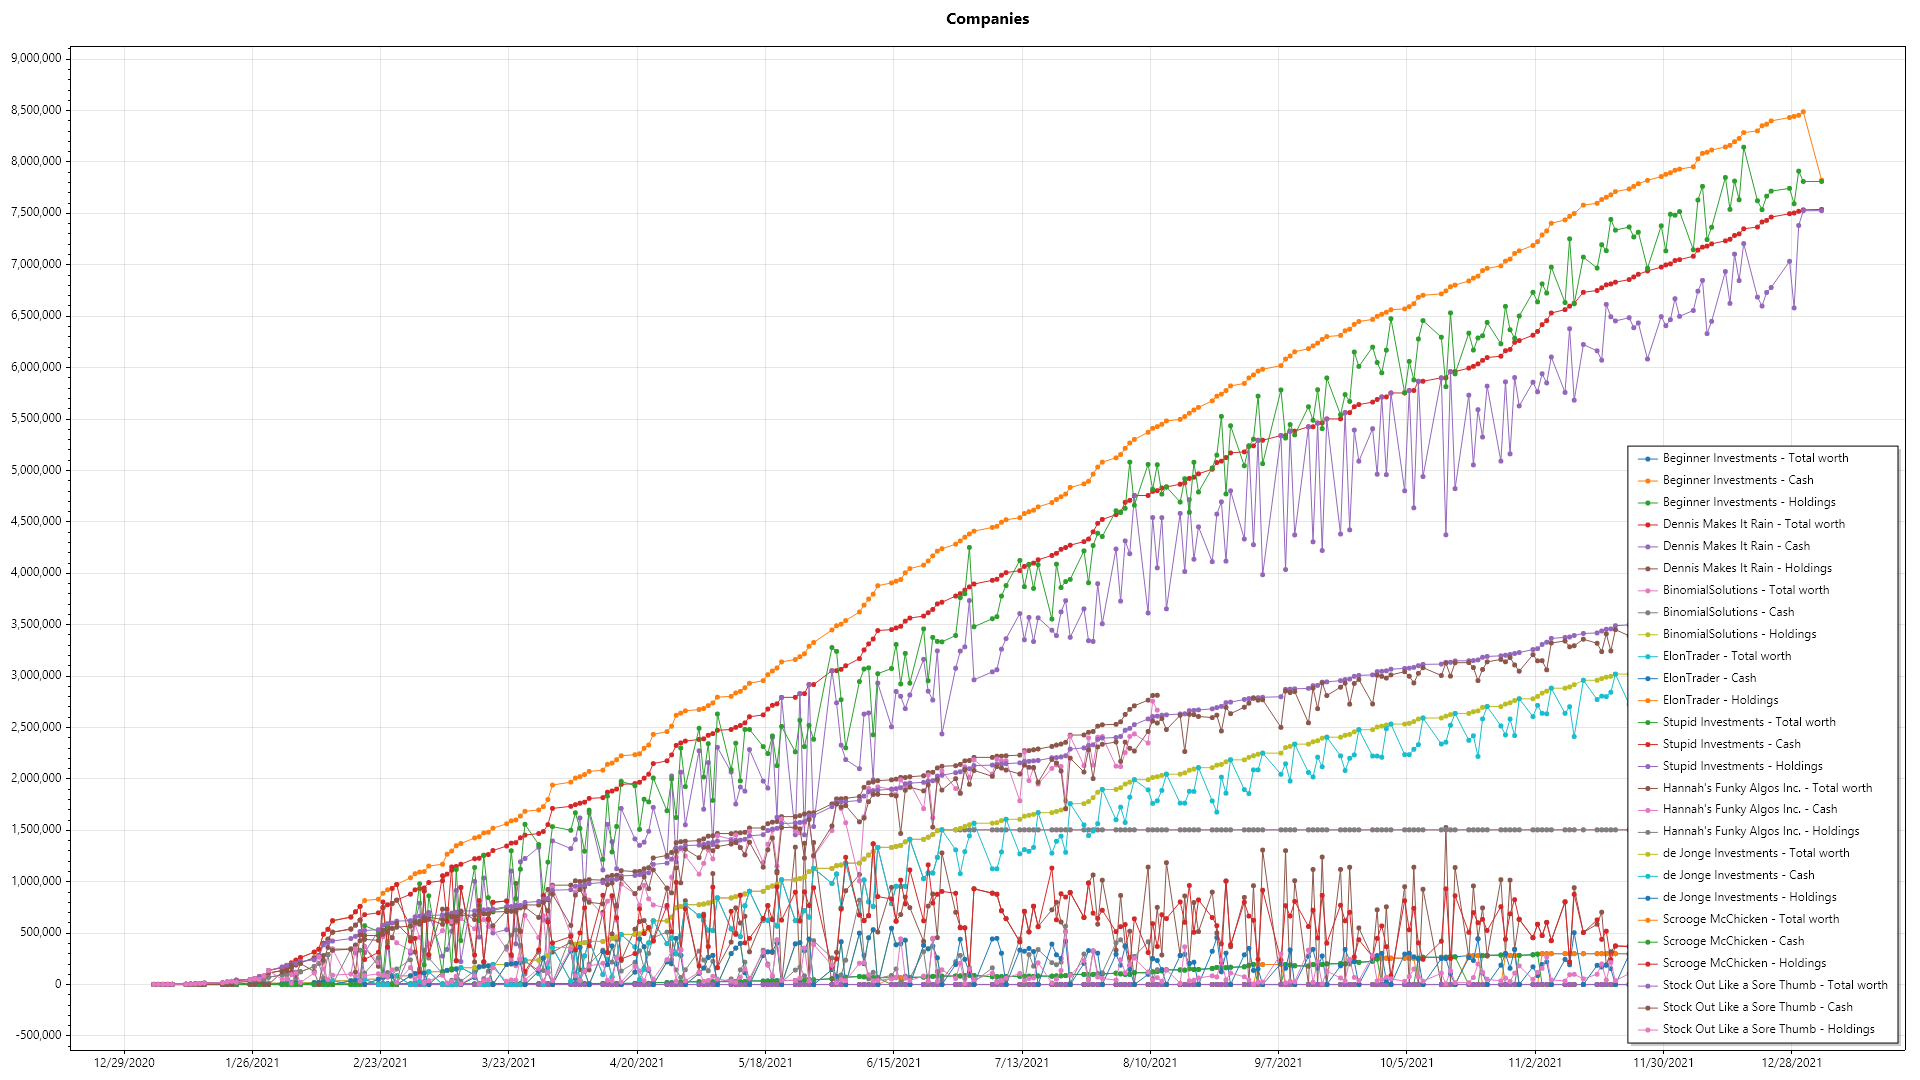 Companies
9,000,000
8,500,000
8,000,000
7,500,000
7,000,000
6,500,000
6,000,000
5,500,000
5,000,000
4,500,000
4,000,000
3,500,000
3,000,000
2,500,000
2,000,000
1,500,000
1,000,000
500,000
0
-500,000
Beginner Investments - Total worth
Beginner Investments - Cash
Beginner Investments - Holdings
Dennis Makes It Rain - Total worth
Dennis Makes It Rain - Cash
Dennis Makes It Rain - Holdings
BinomialSolutions - Total worth
BinomialSolutions - Cash
BinomialSolutions - Holdings
ElonTrader - Total worth
ElonTrader - Cash
ElonTrader - Holdings
Stupid Investments - Total worth
Stupid Investments - Cash
Stupid Investments - Holdings
Hannah's Funky Algos Inc. - Total worth
Hannah's Funky Algos Inc. - Cash
Hannah's Funky Algos Inc. - Holdings
de Jonge Investments - Total worth
de Jonge Investments - Cash
de Jonge Investments - Holdings
Scrooge McChicken - Total worth
Scrooge McChicken - Cash
Scrooge McChicken - Holdings
Stock Out Like a Sore Thumb - Total worth
Stock Out Like a Sore Thumb - Cash
Stock Out Like a Sore Thumb - Holdings
12/29/2020 1/26/2021 2/23/2021 3/23/2021 4/20/2021 5/18/2021 6/15/2021 7/13/2021 8/10/2021 9/7/2021 10/5/2021 11/2/2021 11/30/2021 12/28/2021